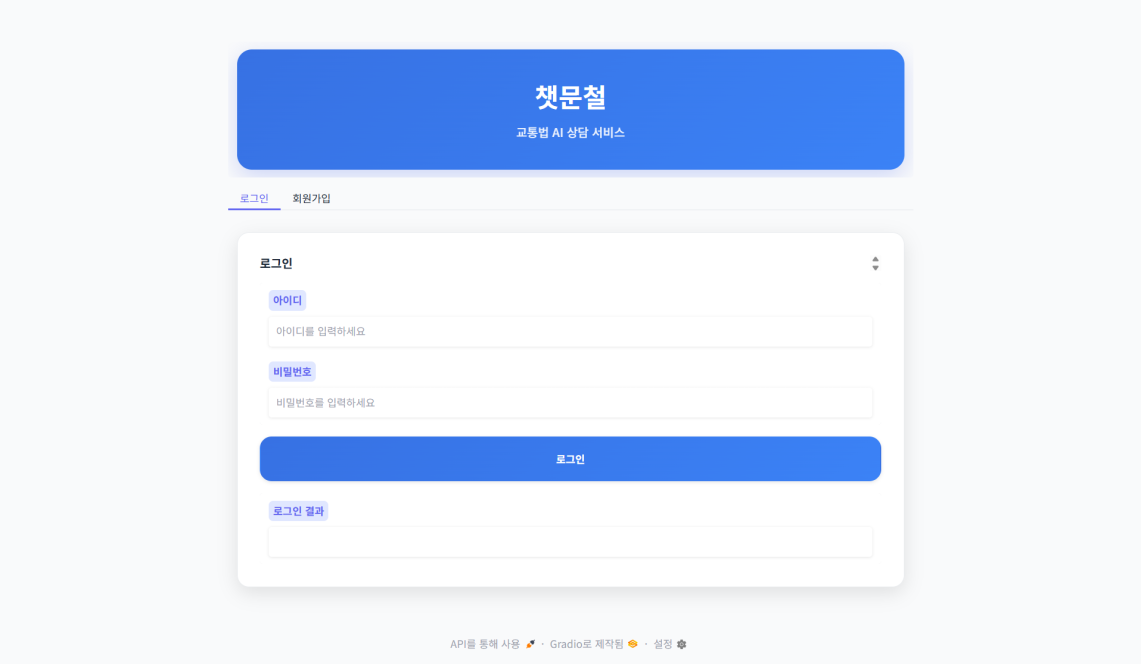 챗문철
교통법 AI 상담 서비스
로그인 회원가입
로그인
아이디
아이디를 입력하세요
비밀번호
비밀번호를 입력하세요
로그인
로그인 결과
API를 통해 사용 🚀 · Gradio로 제작됨 · 설정